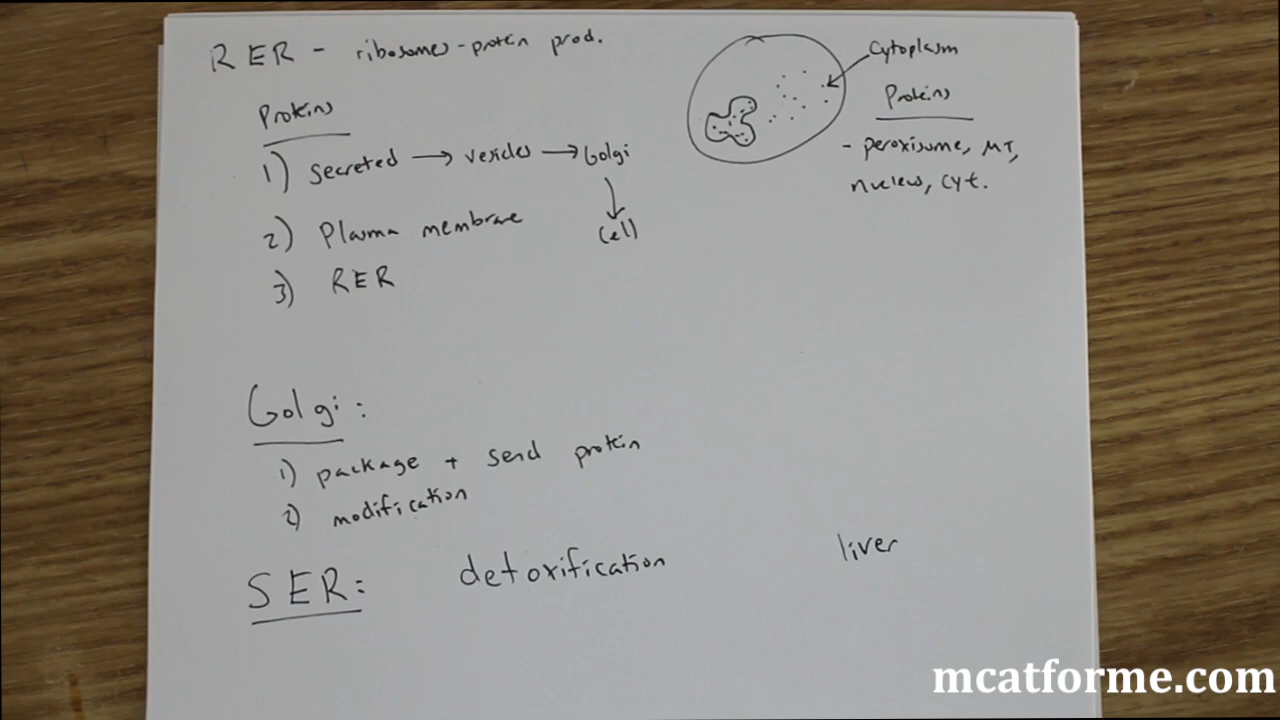 RER - ribosomes - protein prod.
Proteins
1) Secreted → vesicles → Golgi
↓
Cell
2) Plasma membrane
3) RER
Cytoplasm
Proteins
- peroxisome, MT,
nucleus, cyt.
Golgi:
1) package + send protein
2) modification
SER: detoxification liver
mcatforme.com